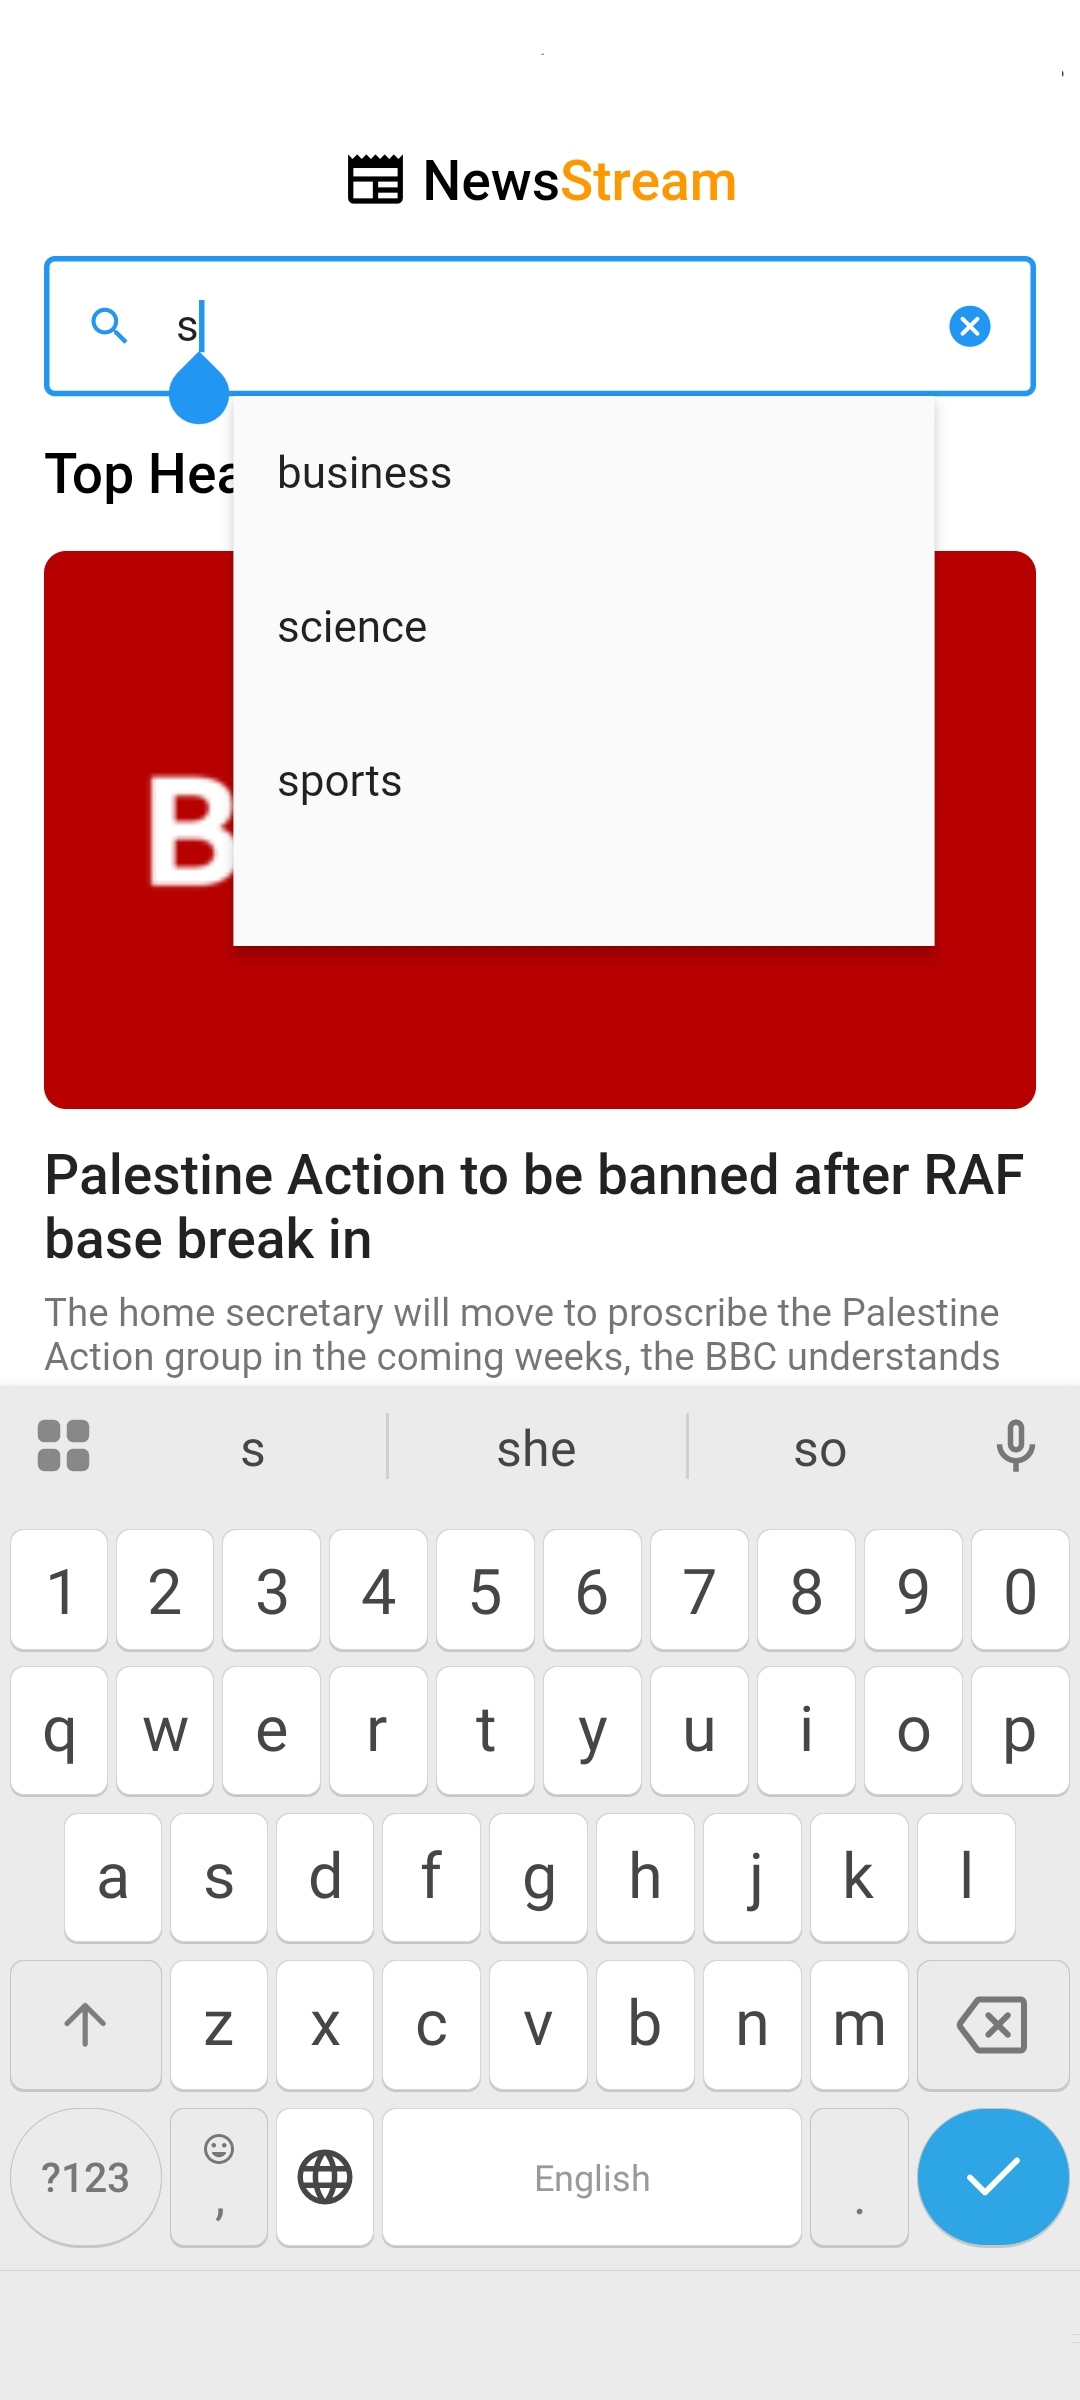 NewsStream
s
Top Hea
business
science
sports
B
Palestine Action to be banned after RAF
base break in
The home secretary will move to proscribe the Palestine
Action group in the coming weeks, the BBC understands
s she so
1 2 3 4 5 6 7 8 9 0
q w e r t y u i o p
a s d f g h j k l
z x c v b n m
?123 , English .